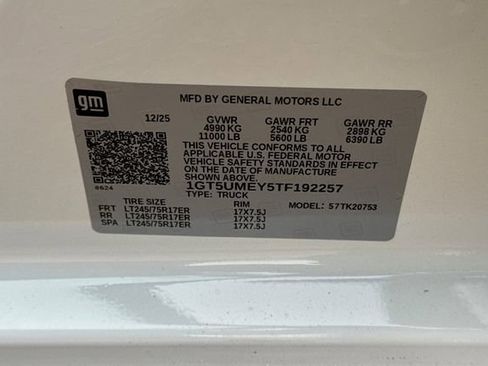 gm
MFD BY GENERAL MOTORS LLC
12/25 GVWR GAWR FRT GAWR RR
4990 KG 2540 KG 2898 KG
11000 LB 5600 LB 6390 LB
THIS VEHICLE CONFORMS TO ALL
APPLICABLE U.S. FEDERAL MOTOR
VEHICLE SAFETY STANDARDS IN EFFECT
ON THE DATE OF MANUFACTURE
SHOWN ABOVE.
0624 1GT5UMEY5TF192257
TYPE: TRUCK
TIRE SIZE RIM MODEL: 57TK20753
FRT LT245/75R17ER 17X7.5J
RR LT245/75R17ER 17X7.5J
SPA LT245/75R17ER 17X7.5J